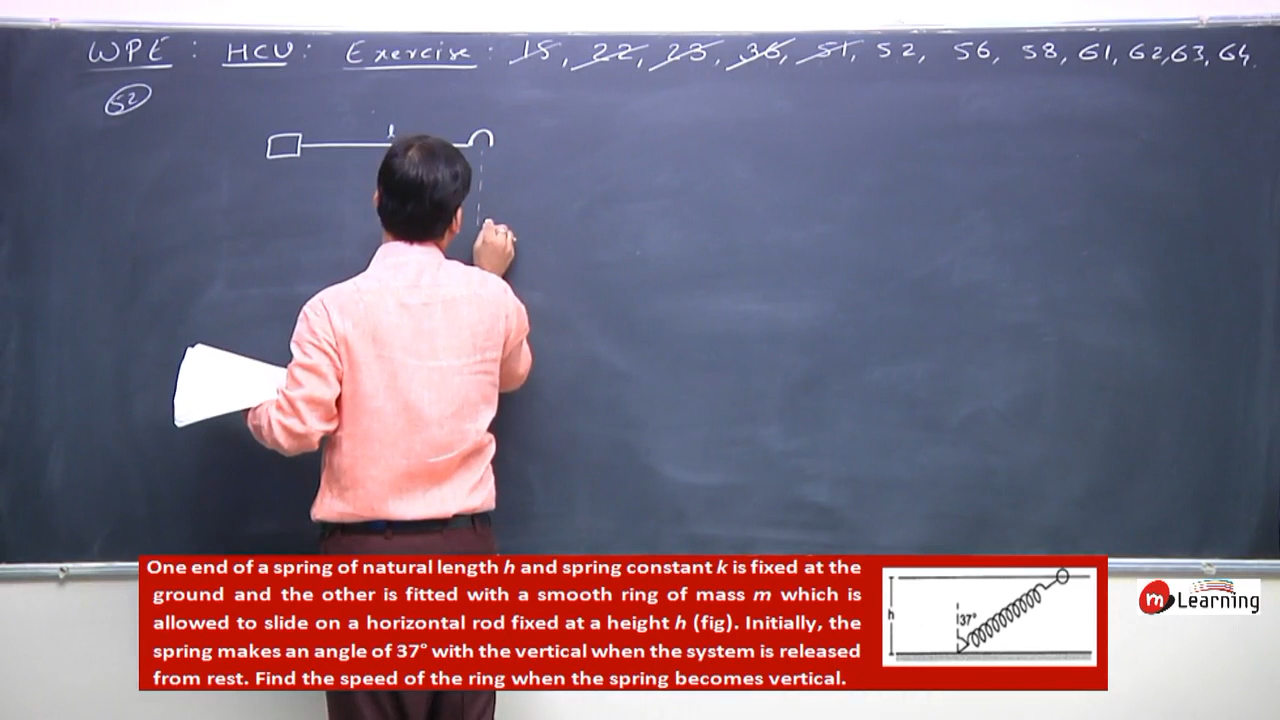 WPE : HCU : Exercise : 15, 22, 23, 36, 51, 52, 56, 58, 61, 62, 63, 64.
52
l
One end of a spring of natural length h and spring constant k is fixed at the
ground and the other is fitted with a smooth ring of mass m which is
allowed to slide on a horizontal rod fixed at a height h (fig). Initially, the
spring makes an angle of 37° with the vertical when the system is released
from rest. Find the speed of the ring when the spring becomes vertical.
h
37°
m Learning